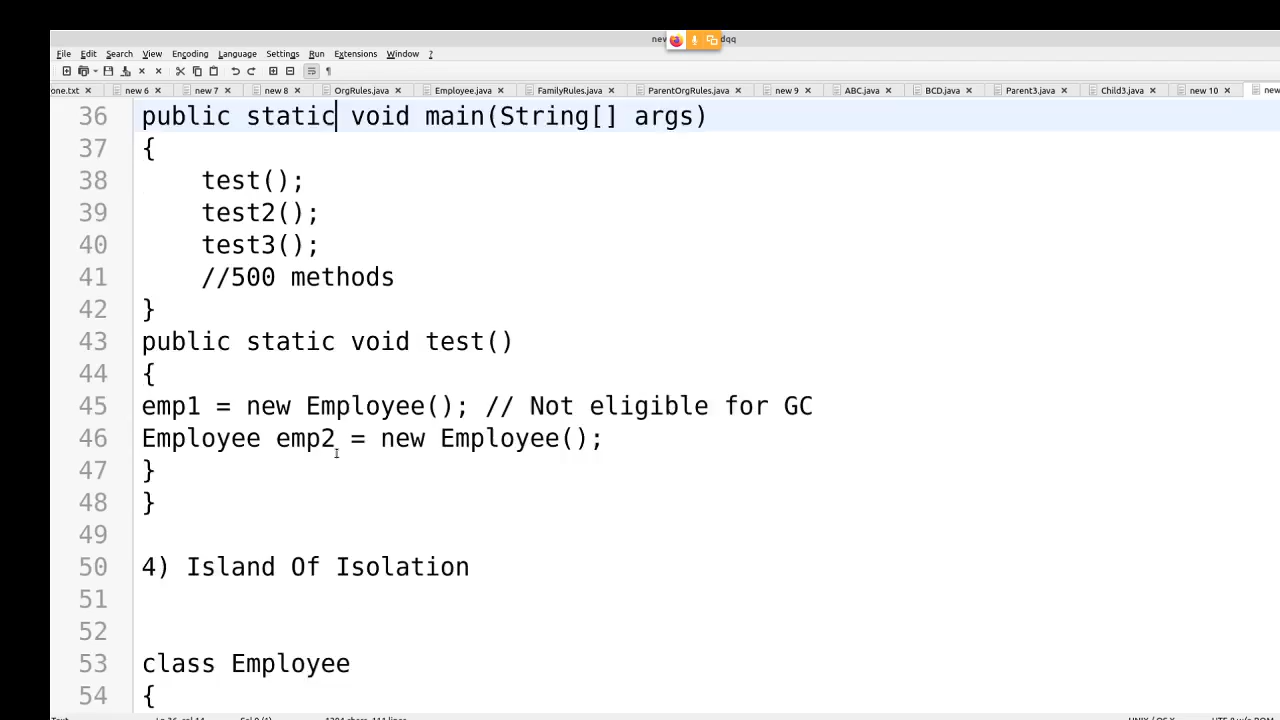 new dqq
File Edit Search View Encoding Language Settings Run Extensions Window ?
one.txt new 6 new 7 new 8 OrgRules.java Employee.java FamilyRules.java ParentOrgRules.java new 9 ABC.java BCD.java Parent3.java Child3.java new 10 new
36 public static void main(String[] args)
37 {
38 test();
39 test2();
40 test3();
41 //500 methods
42 }
43 public static void test()
44 {
45 emp1 = new Employee(); // Not eligible for GC
46 Employee emp2 = new Employee();
47 }
48 }
49
50 4) Island Of Isolation
51
52
53 class Employee
54 {